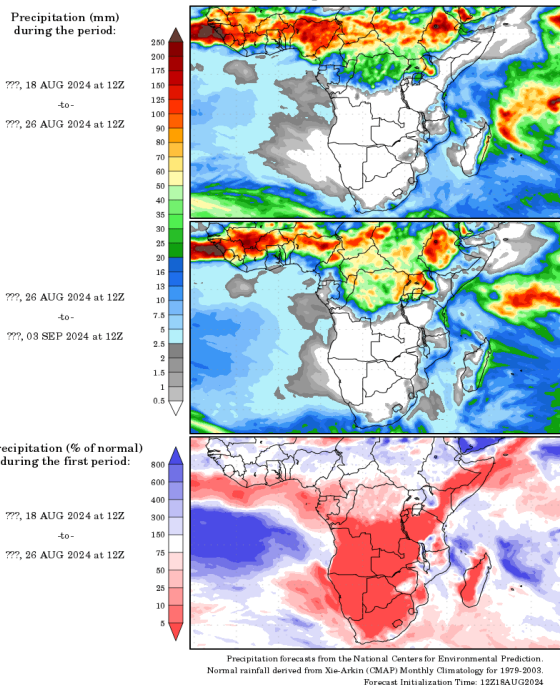 Precipitation (mm)
during the period:
250
200
175
150
125
100
90
80
70
60
50
40
35
30
25
20
16
13
10
7.5
5
2.5
2
1.5
1
0.5
???, 18 AUG 2024 at 12Z
-to-
???, 26 AUG 2024 at 12Z
???, 26 AUG 2024 at 12Z
-to-
???, 03 SEP 2024 at 12Z
recipitation (% of normal)
during the first period:
800
600
400
300
150
75
50
25
10
5
???, 18 AUG 2024 at 12Z
-to-
???, 26 AUG 2024 at 12Z
Precipitation forecasts from the National Centers for Environmental Prediction.
Normal rainfall derived from Xie-Arkin (CMAP) Monthly Climatology for 1979-2003.
Forecast Initialization Time: 12Z18AUG2024